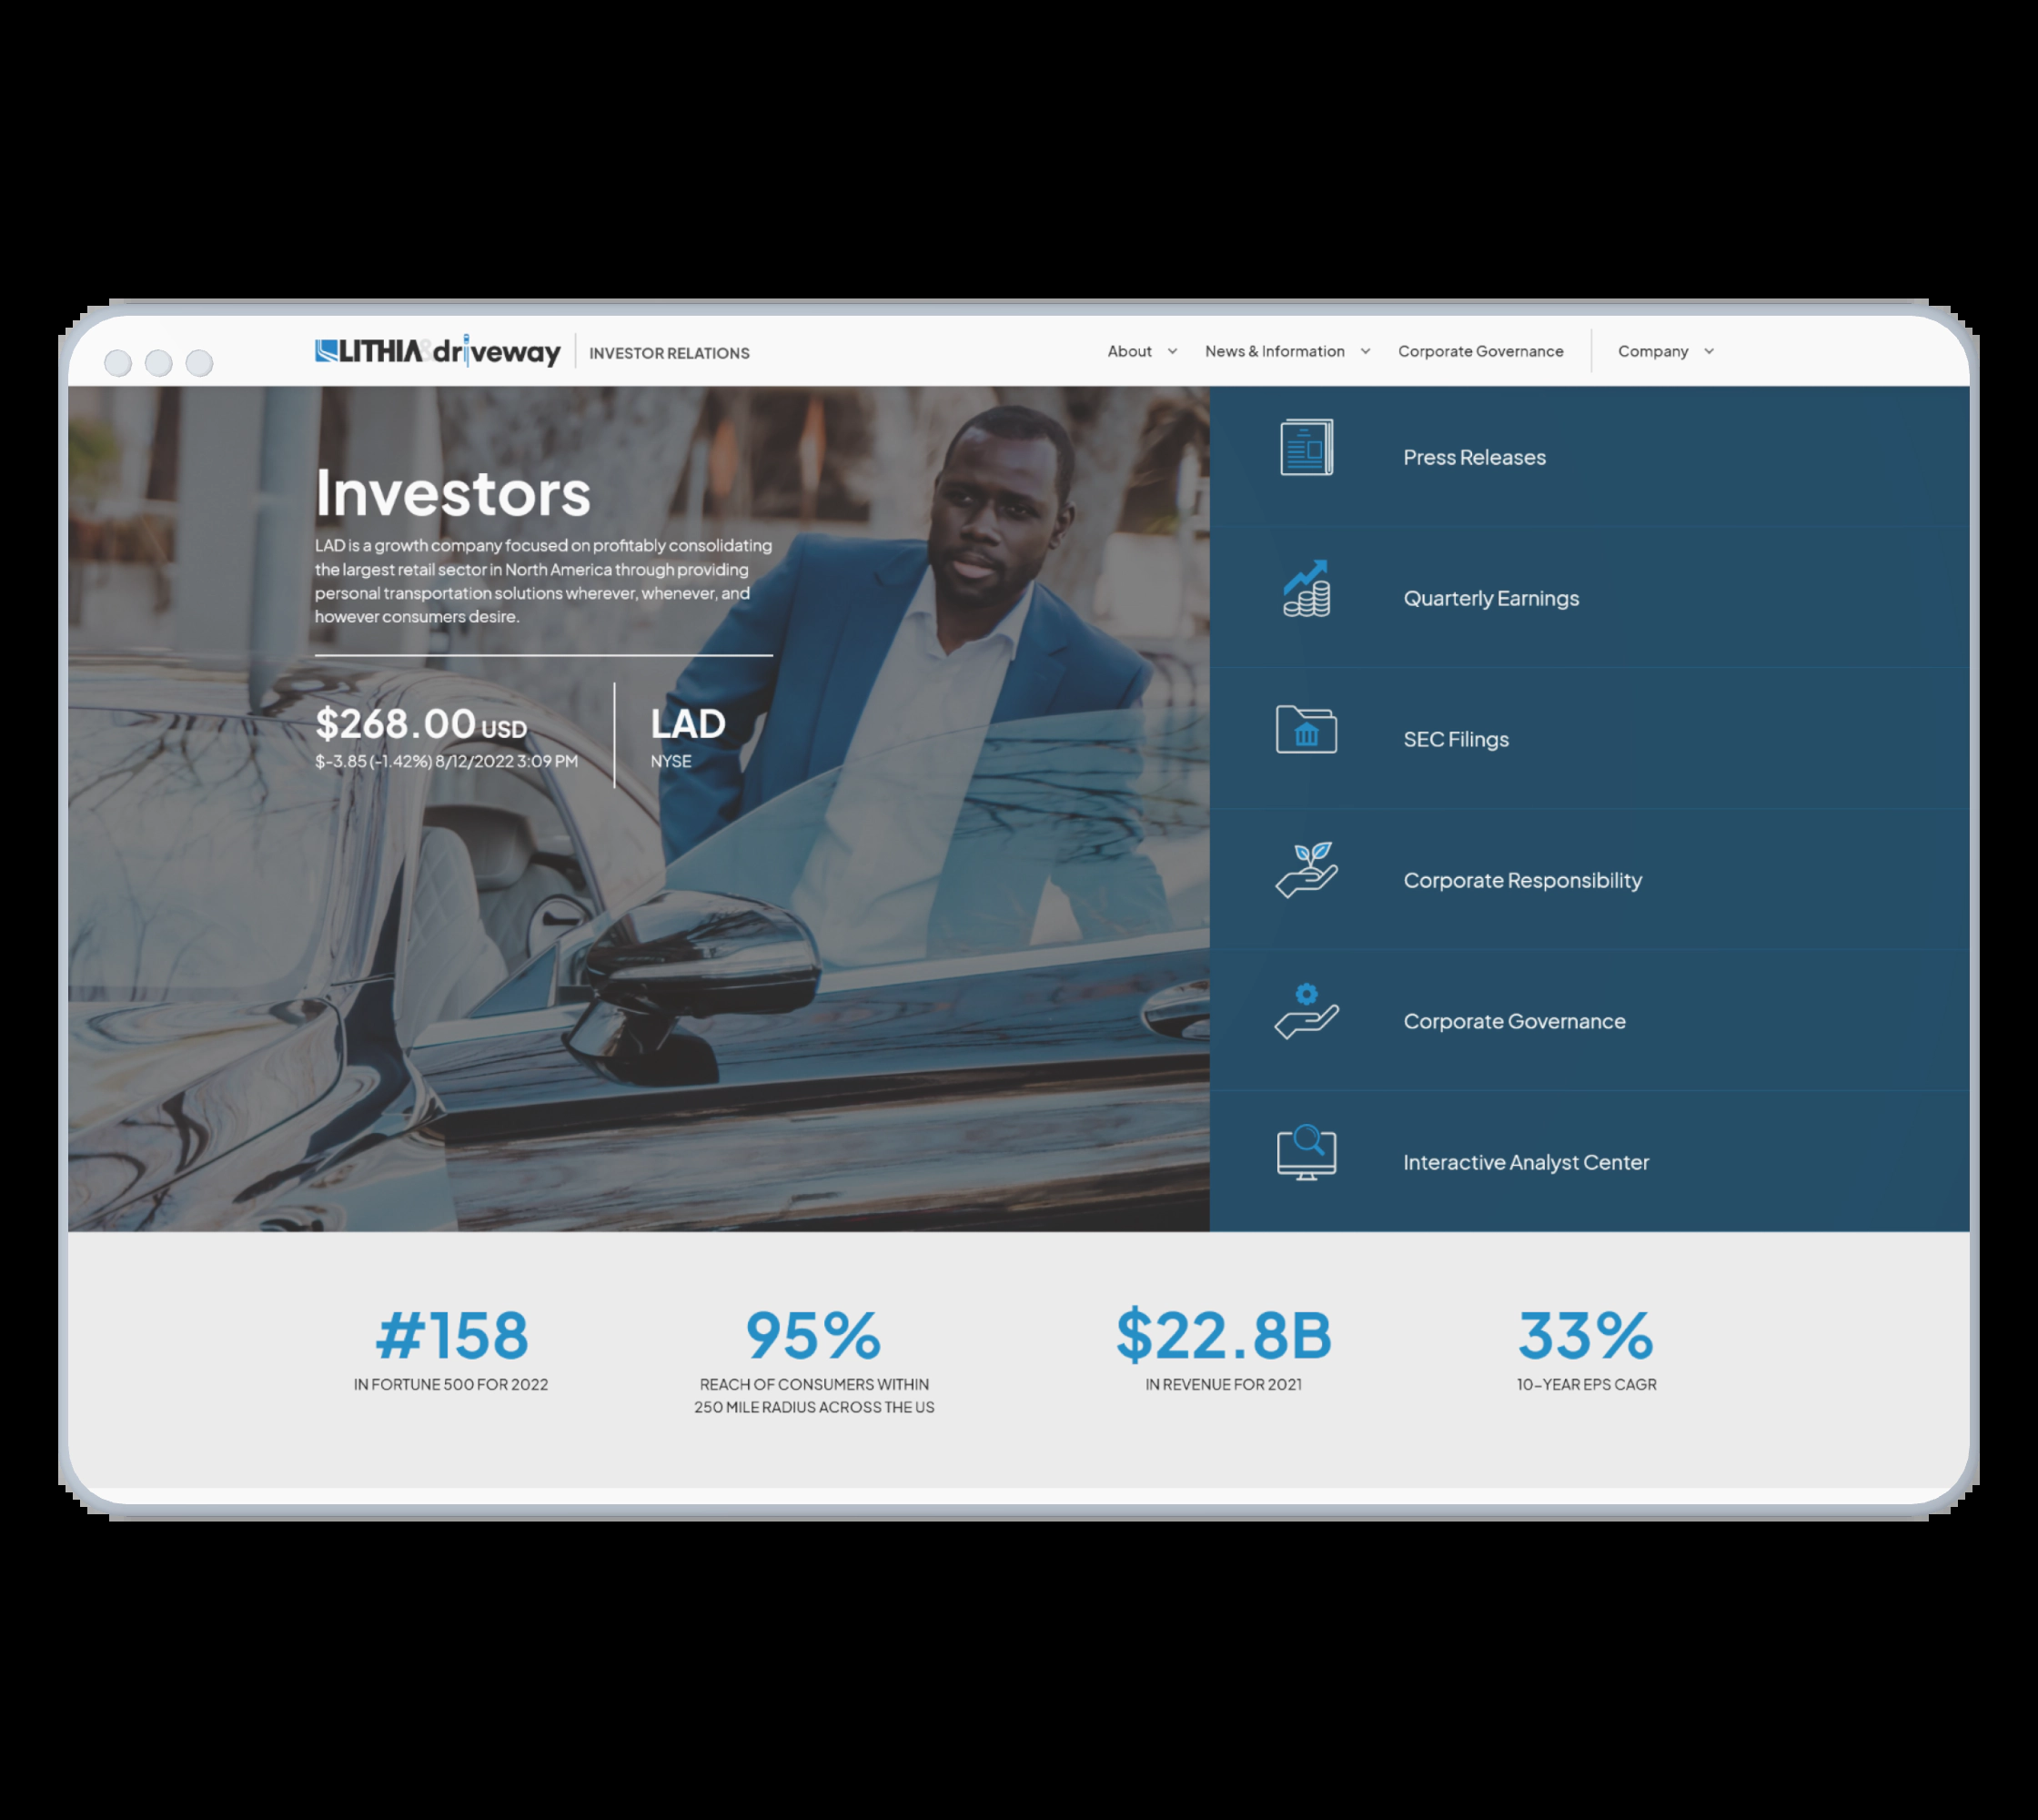 LITHIA&driveway
INVESTOR RELATIONS
About
News & Information
Corporate Governance
Company
Investors
LAD is a growth company focused on profitably consolidating
the largest retail sector in North America through providing
personal transportation solutions wherever, whenever, and
however consumers desire.
$268.00 USD
$-3.85 (-1.42%) 8/12/2022 3:09 PM
LAD
NYSE
Press Releases
Quarterly Earnings
SEC Filings
Corporate Responsibility
Corporate Governance
Interactive Analyst Center
#158
IN FORTUNE 500 FOR 2022
95%
REACH OF CONSUMERS WITHIN
250 MILE RADIUS ACROSS THE US
$22.8B
IN REVENUE FOR 2021
33%
10-YEAR EPS CAGR